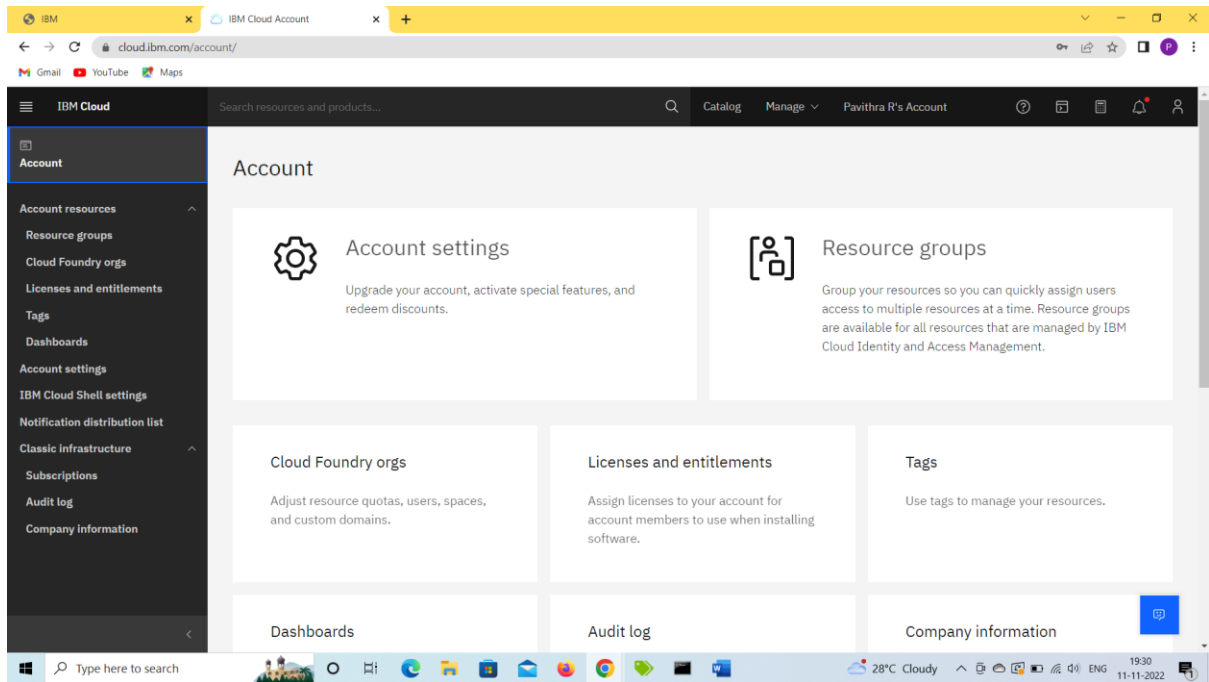 IBM
IBM Cloud Account
cloud.ibm.com/account/
P
Gmail
YouTube
Maps
IBM Cloud
Search resources and products...
Catalog
Manage
Pavithra R's Account
Account
Account resources
Resource groups
Cloud Foundry orgs
Licenses and entitlements
Tags
Dashboards
Account settings
IBM Cloud Shell settings
Notification distribution list
Classic infrastructure
Subscriptions
Audit log
Company information
Account
Account settings
Upgrade your account, activate special features, and
redeem discounts.
Resource groups
Group your resources so you can quickly assign users
access to multiple resources at a time. Resource groups
are available for all resources that are managed by IBM
Cloud Identity and Access Management.
Cloud Foundry orgs
Adjust resource quotas, users, spaces,
and custom domains.
Licenses and entitlements
Assign licenses to your account for
account members to use when installing
software.
Tags
Use tags to manage your resources.
Dashboards
Audit log
Company information
Type here to search
28°C Cloudy
ENG
19:30
11-11-2022
1